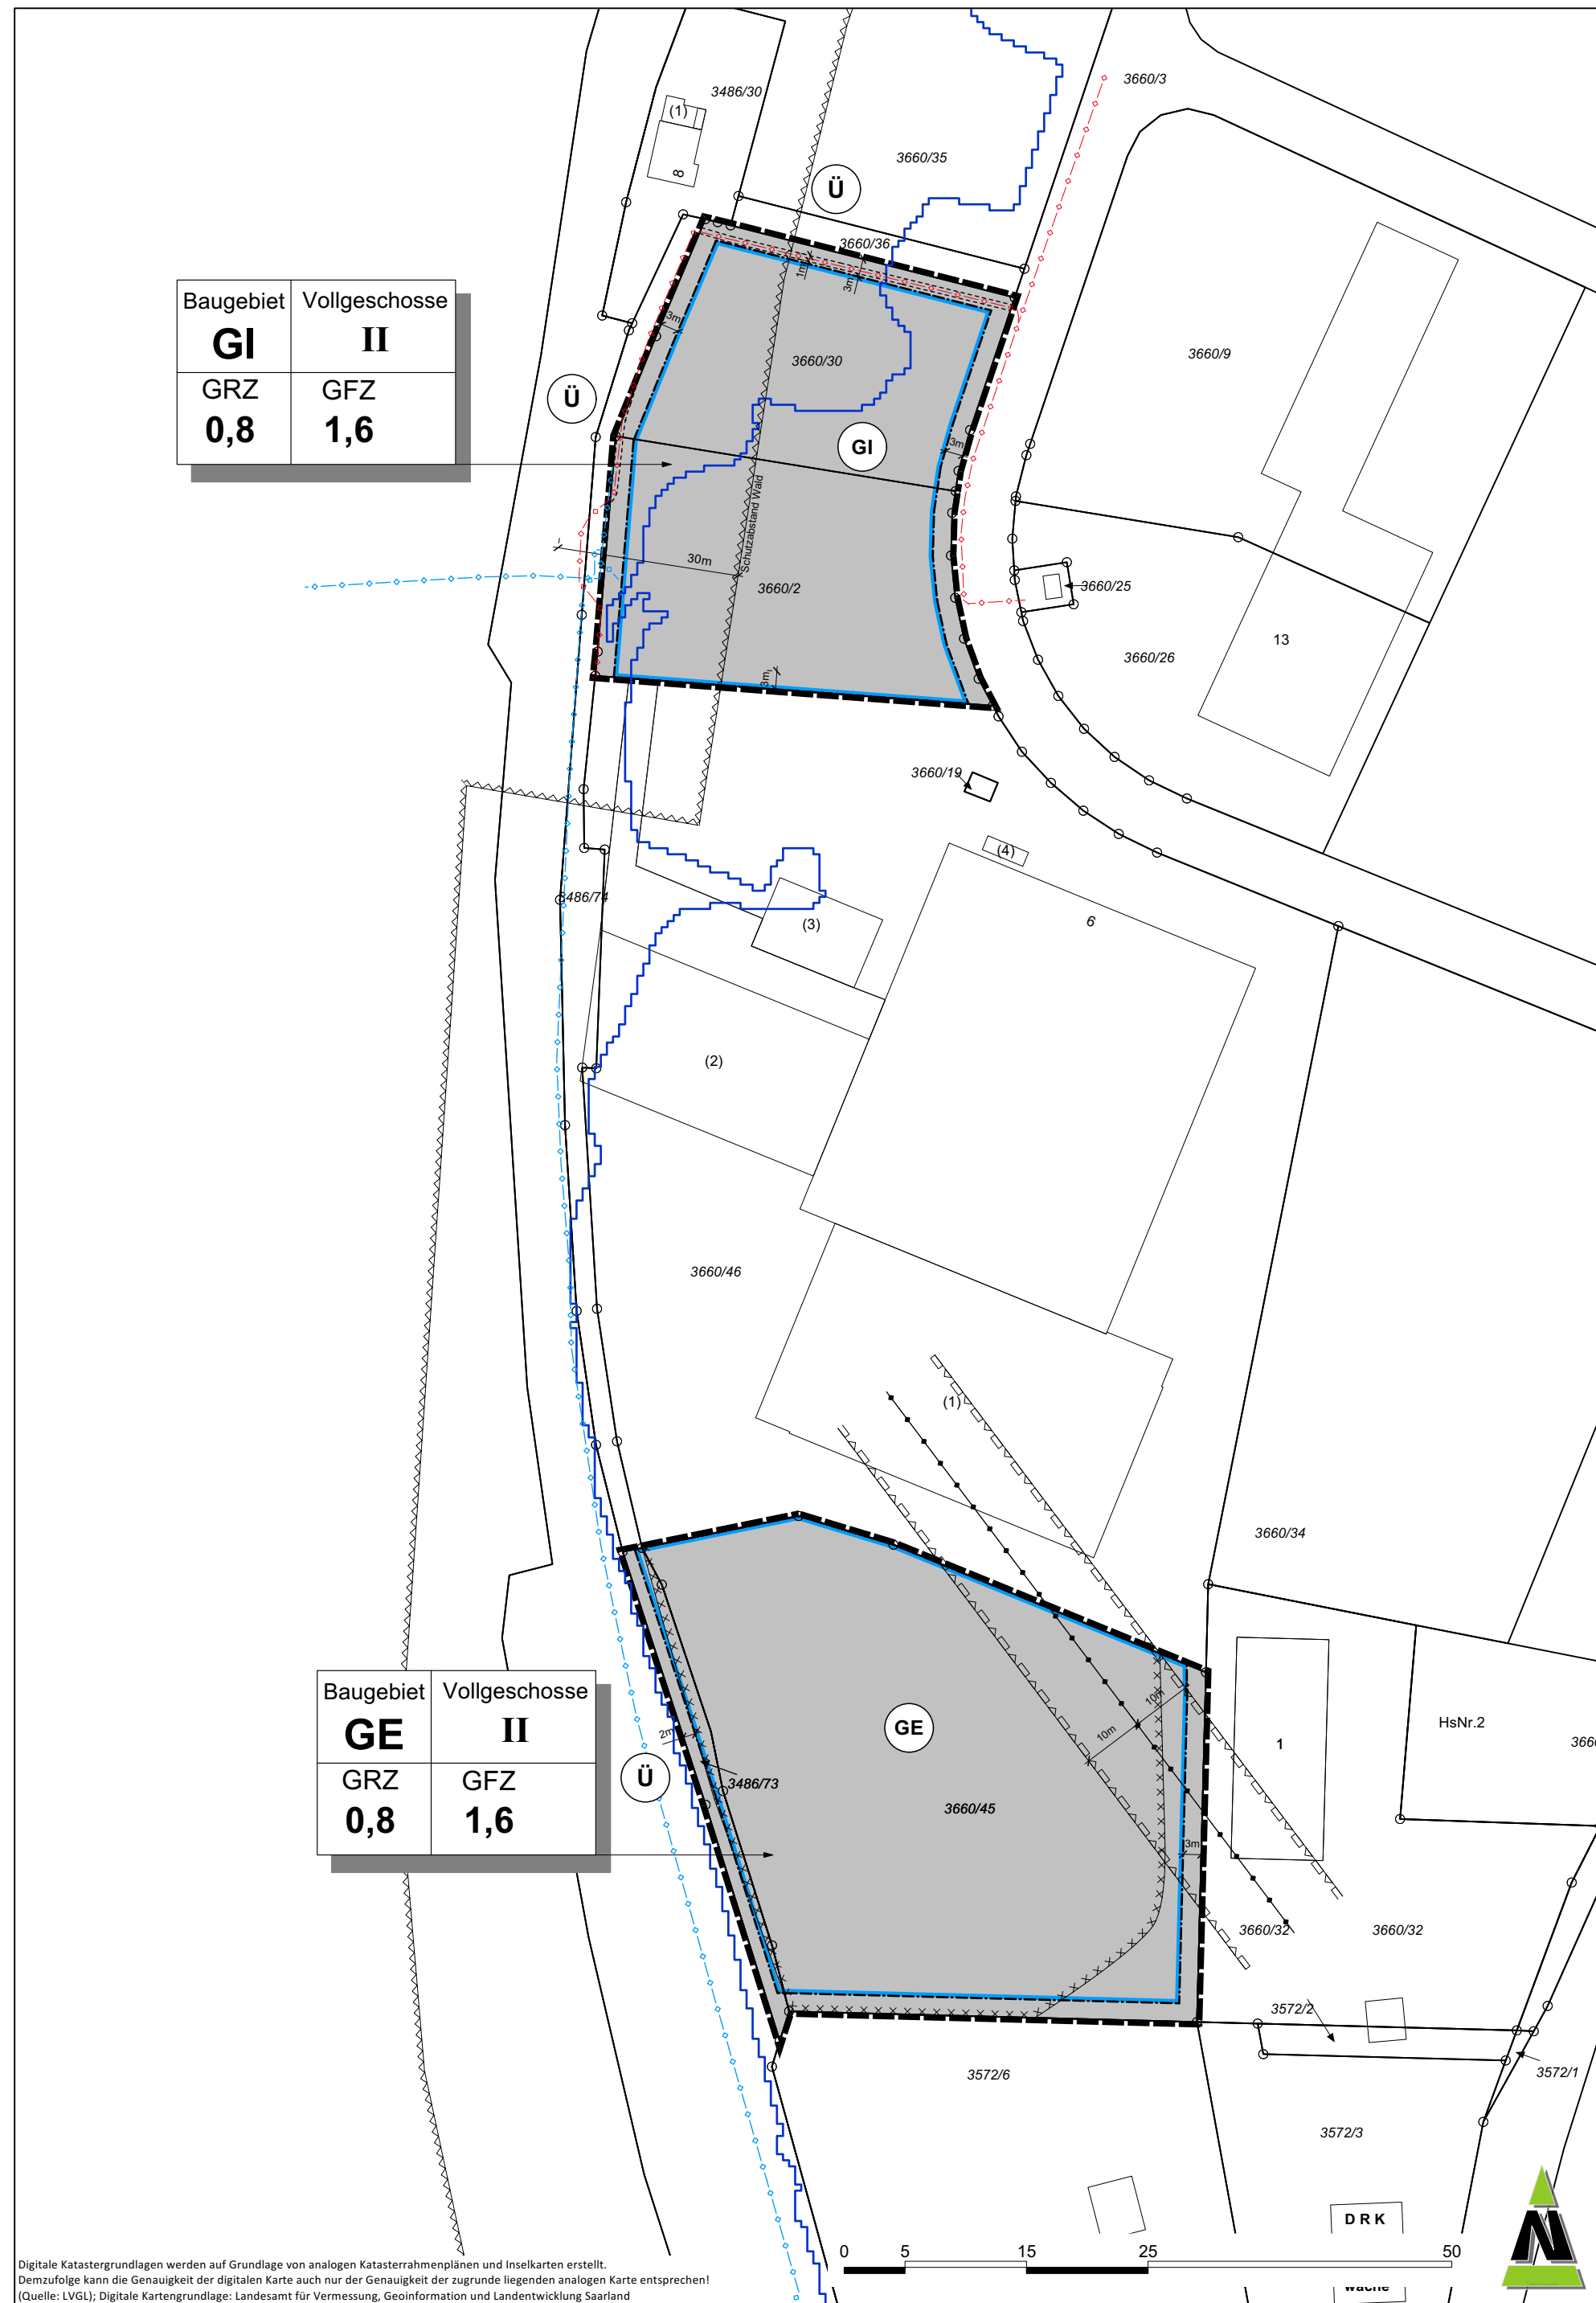 3486/30
(1)
8
3660/3
3660/35
Ü
3660/36
1m
3m
3m
Baugebiet Vollgeschosse
GI II
GRZ GFZ
0,8 1,6
Ü
3660/30
3660/9
GI
3m
Schutzabstand Wald
30m
3660/2
3660/25
13
3660/26
3m
3660/19
(4)
6
486/74
(3)
(2)
3660/46
(1)
3660/34
Baugebiet Vollgeschosse
GE II
GRZ GFZ
0,8 1,6
10m
10m
GE
HsNr.2
1
366
2m
Ü
3486/73
3660/45
3m
3660/32
3660/32
3572/2
3572/1
3572/6
3572/3
DRK
N
0 5 15 25 50
Digitale Katastergrundlagen werden auf Grundlage von analogen Katasterrahmenplänen und Inselkarten erstellt.
Demzufolge kann die Genauigkeit der digitalen Karte auch nur der Genauigkeit der zugrunde liegenden analogen Karte entsprechen!
(Quelle: LVGL); Digitale Kartengrundlage: Landesamt für Vermessung, Geoinformation und Landentwicklung Saarland